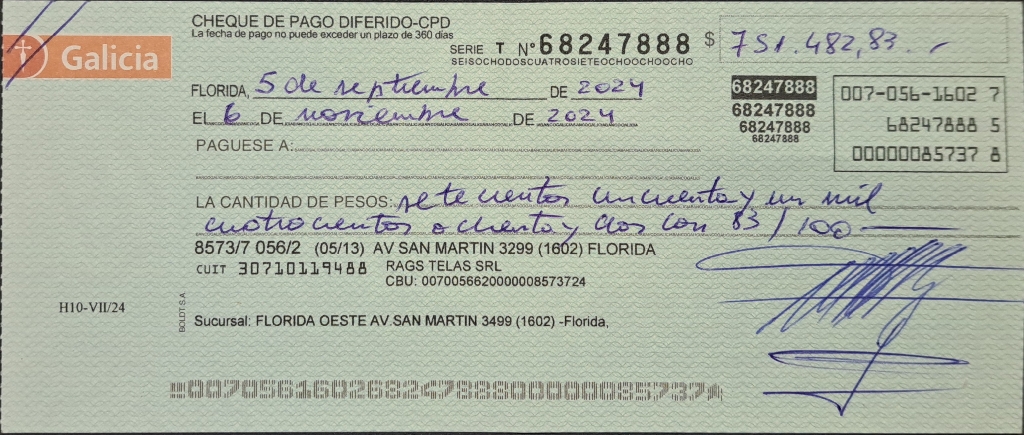 Galicia
CHEQUE DE PAGO DIFERIDO-CPD
La fecha de pago no puede exceder un plazo de 360 días
SERIE T Nº 68247888 $ 751.482,83.-
SEISOCHODOSCUATROSIETEOCHOOCHOOCHO
FLORIDA, 5 de septiembre DE 2024
EL 6 DE noviembre DE 2024
PAGUESE A:
68247888
68247888
68247888
68247888
007-056-1602 7
68247888 5
00000085737 8
LA CANTIDAD DE PESOS: setecientos cincuenta y un mil
cuatrocientos ochenta y dos con 83/100
8573/7 056/2 (05/13) AV SAN MARTIN 3299 (1602) FLORIDA
CUIT 30710119488 RAGS TELAS SRL
CBU: 0070056620000008573724
H10-VII/24
BOLDT S.A.
Sucursal: FLORIDA OESTE AV.SAN MARTIN 3499 (1602) -Florida,
00705616026824788800000085737